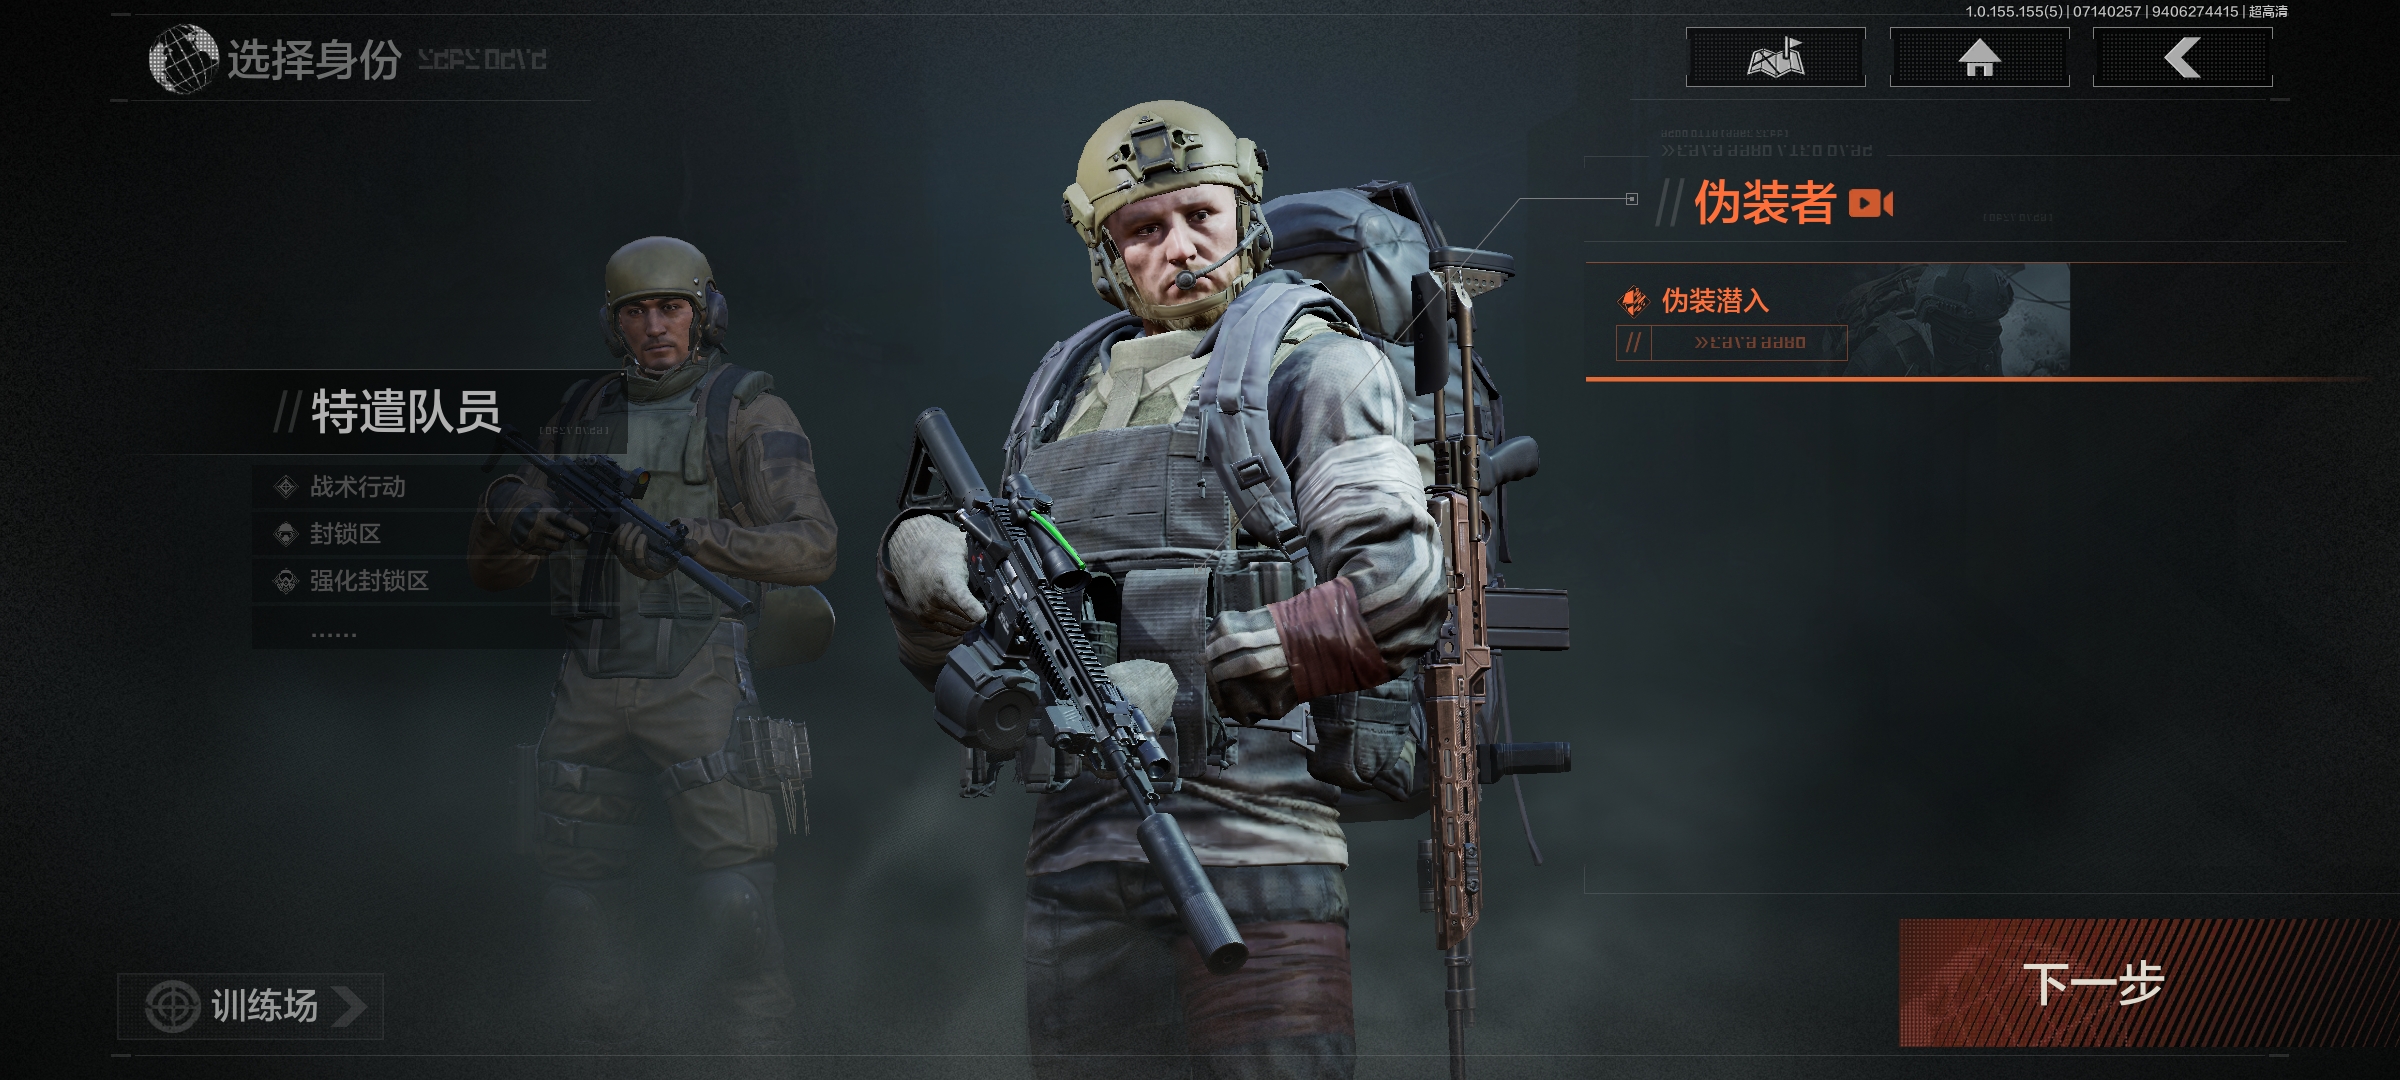 1.0.155.155(5) | 07140257 | 9406274415 | 超高清
选择身份
// 伪装者
伪装潜入
//
// 特遣队员
战术行动
封锁区
强化封锁区
......
训练场
下一步